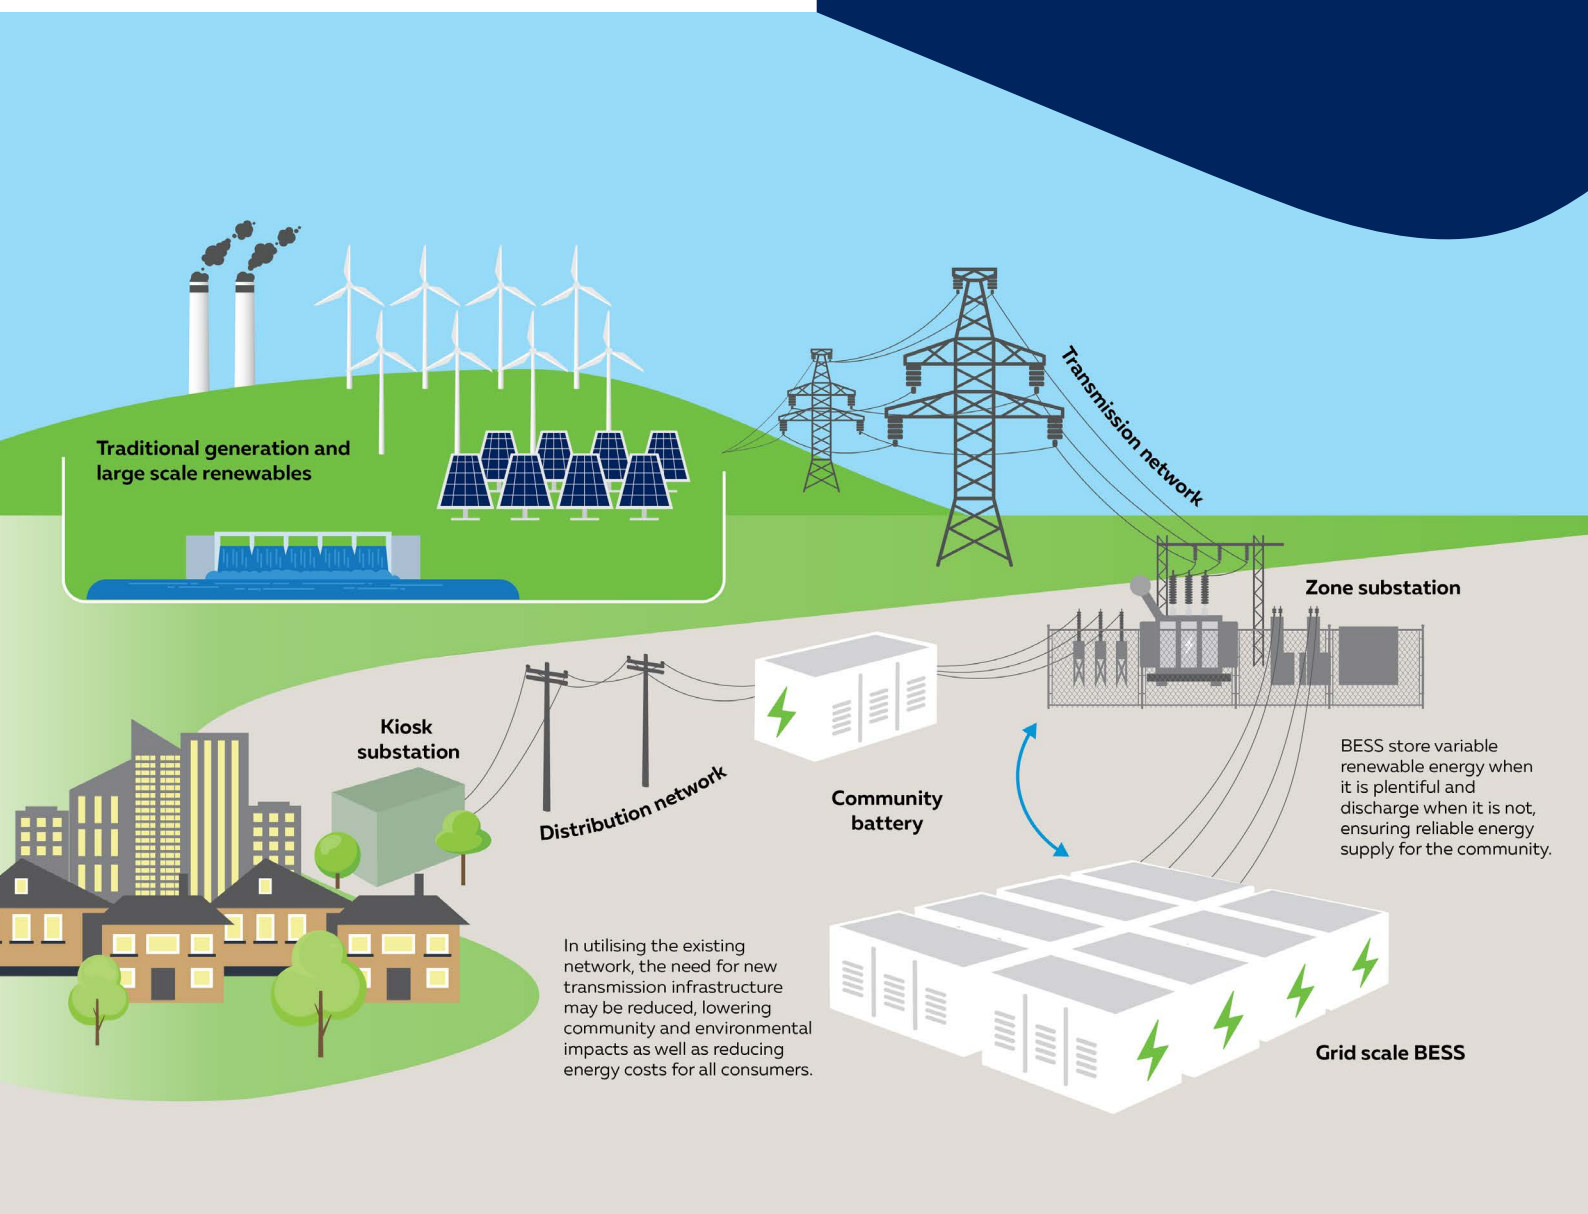 Traditional generation and
large scale renewables
Transmission network
Zone substation
Kiosk
substation
Distribution network
Community
battery
BESS store variable
renewable energy when
it is plentiful and
discharge when it is not,
ensuring reliable energy
supply for the community.
In utilising the existing
network, the need for new
transmission infrastructure
may be reduced, lowering
community and environmental
impacts as well as reducing
energy costs for all consumers.
Grid scale BESS